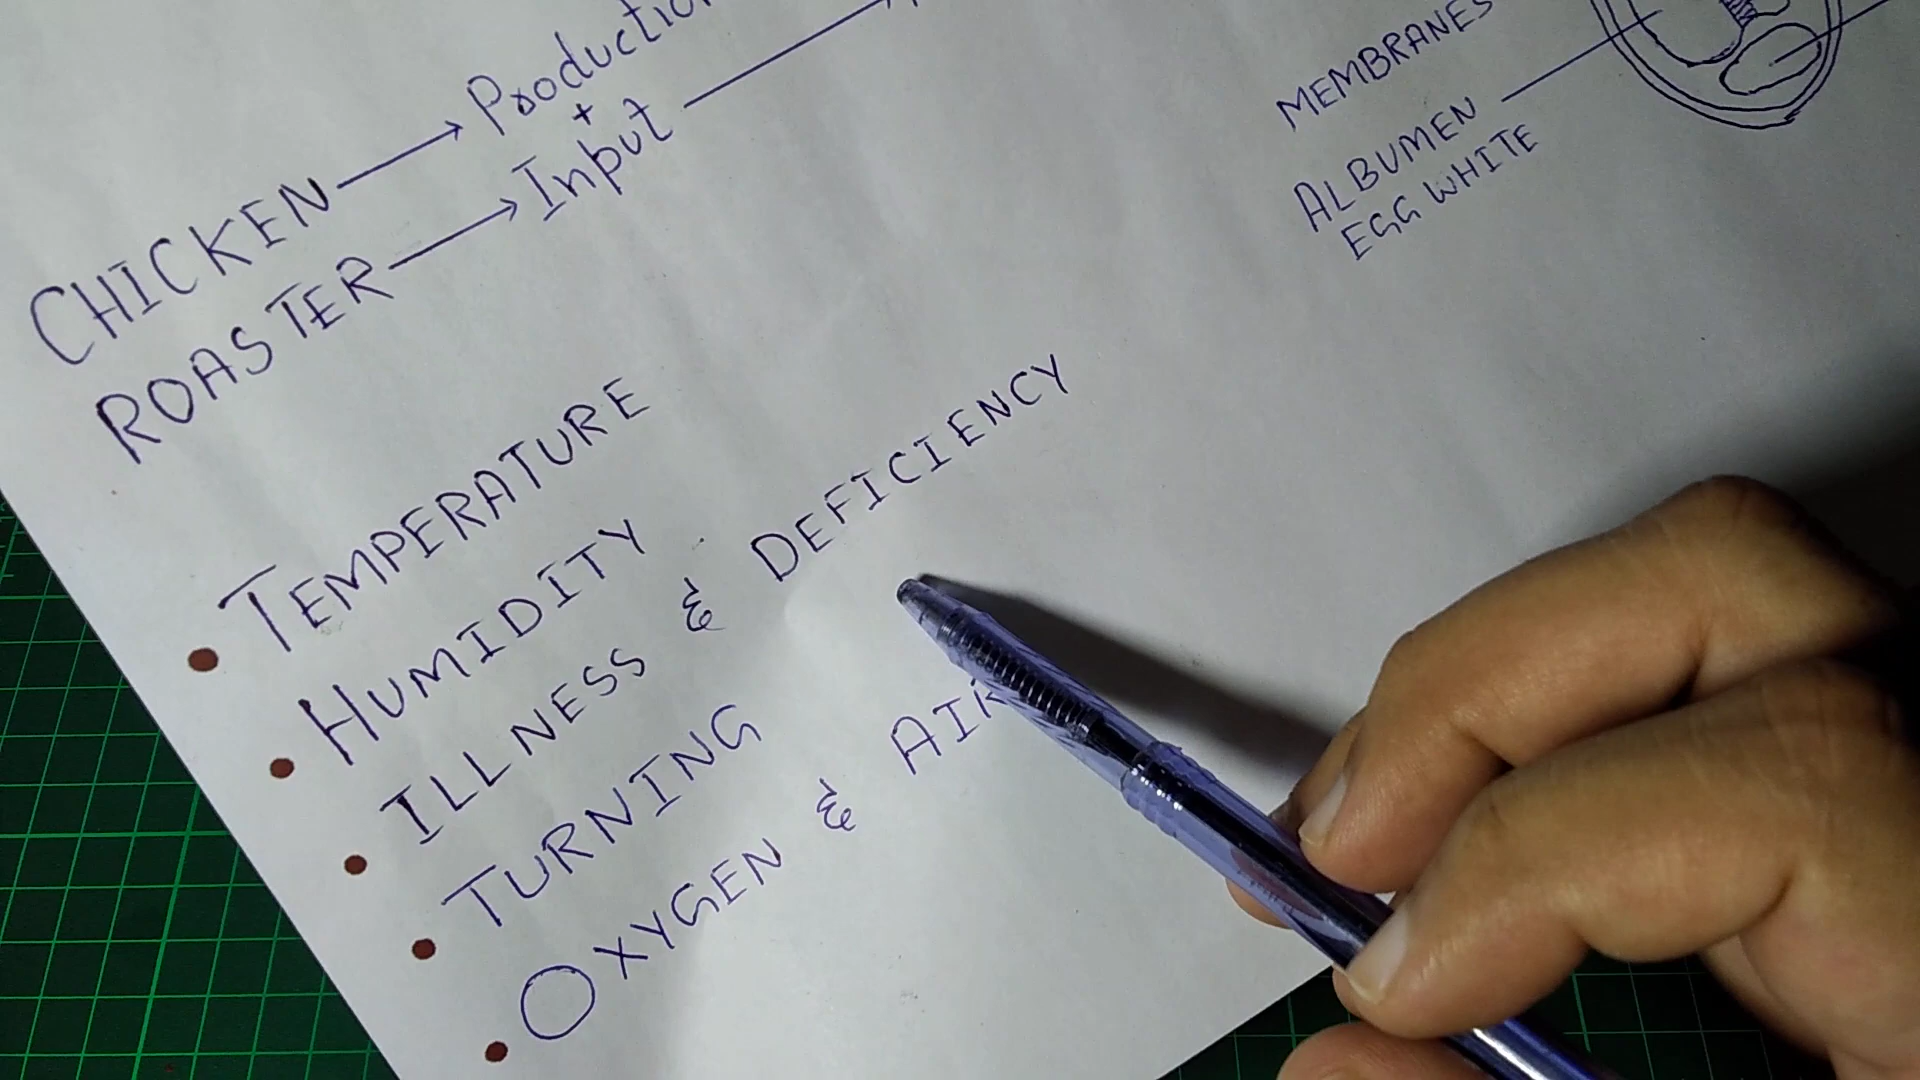 CHICKEN → Production
+
ROASTER → Input
• TEMPERATURE
• HUMIDITY
• ILLNESS & DEFICIENCY
• TURNING
• OXYGEN & AIR
MEMBRANES
ALBUMEN
EGG WHITE